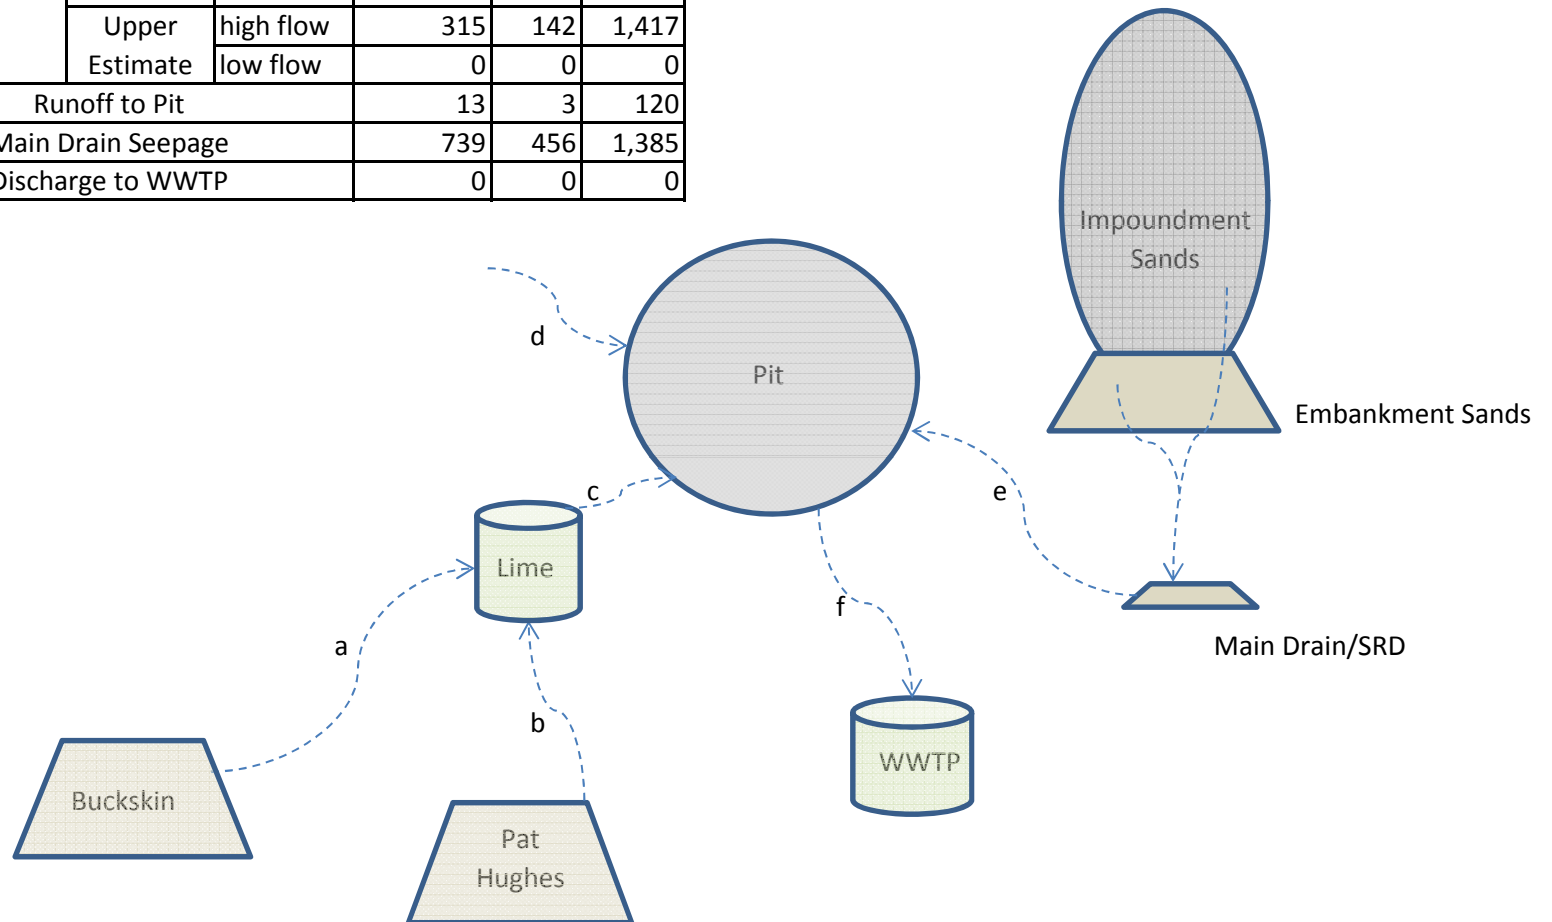 Upper high flow 315 142 1,417
Estimate low flow 0 0 0
Runoff to Pit 13 3 120
Main Drain Seepage 739 456 1,385
Discharge to WWTP 0 0 0
Impoundment
Sands
d
Pit
Embankment Sands
c
e
Lime
f
a
Main Drain/SRD
b
WWTP
Buckskin
Pat
Hughes